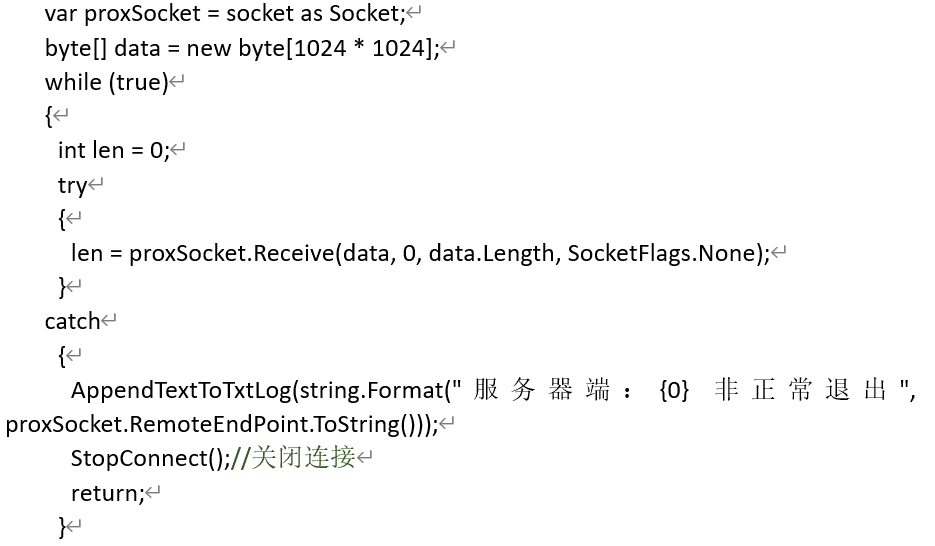 var proxSocket = socket as Socket;↵
byte[] data = new byte[1024 * 1024];↵
while (true)↵
{↵
int len = 0;↵
try↵
{↵
len = proxSocket.Receive(data, 0, data.Length, SocketFlags.None);↵
}↵
catch↵
{↵
AppendTextToTxtLog(string.Format("服务器端：{0} 非正常退出",
proxSocket.RemoteEndPoint.ToString()));↵
StopConnect();//关闭连接↵
return;↵
}↵